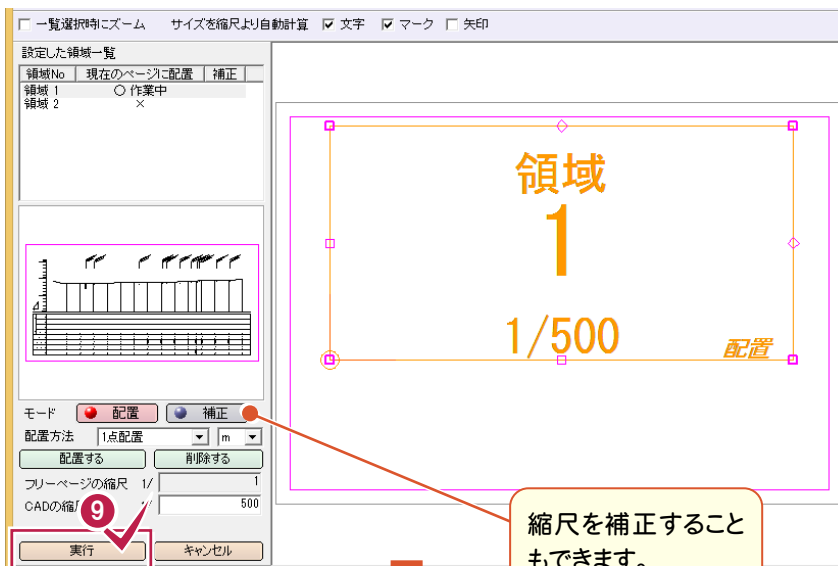 一覧選択時にズーム サイズを縮尺より自動計算 文字 マーク 矢印
設定した領域一覧
領域No 現在のページに配置 補正
領域 1 ○ 作業中
領域 2 ×
領域
1
1/500
配置
モード 配置 補正
配置方法 1点配置 m
配置する 削除する
フリーページの縮尺 1/ 1
CADの縮 500
9
実行 キャンセル
縮尺を補正すること
もできます。